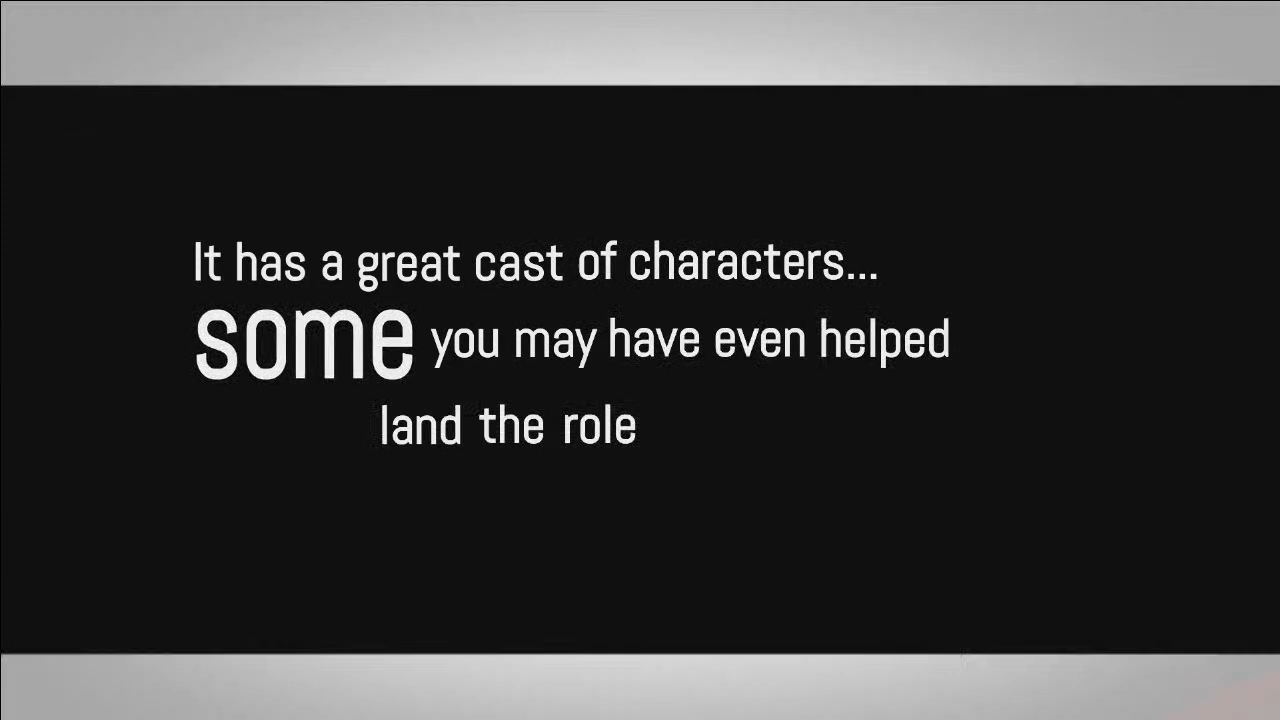 It has a great cast of characters...
some you may have even helped
land the role